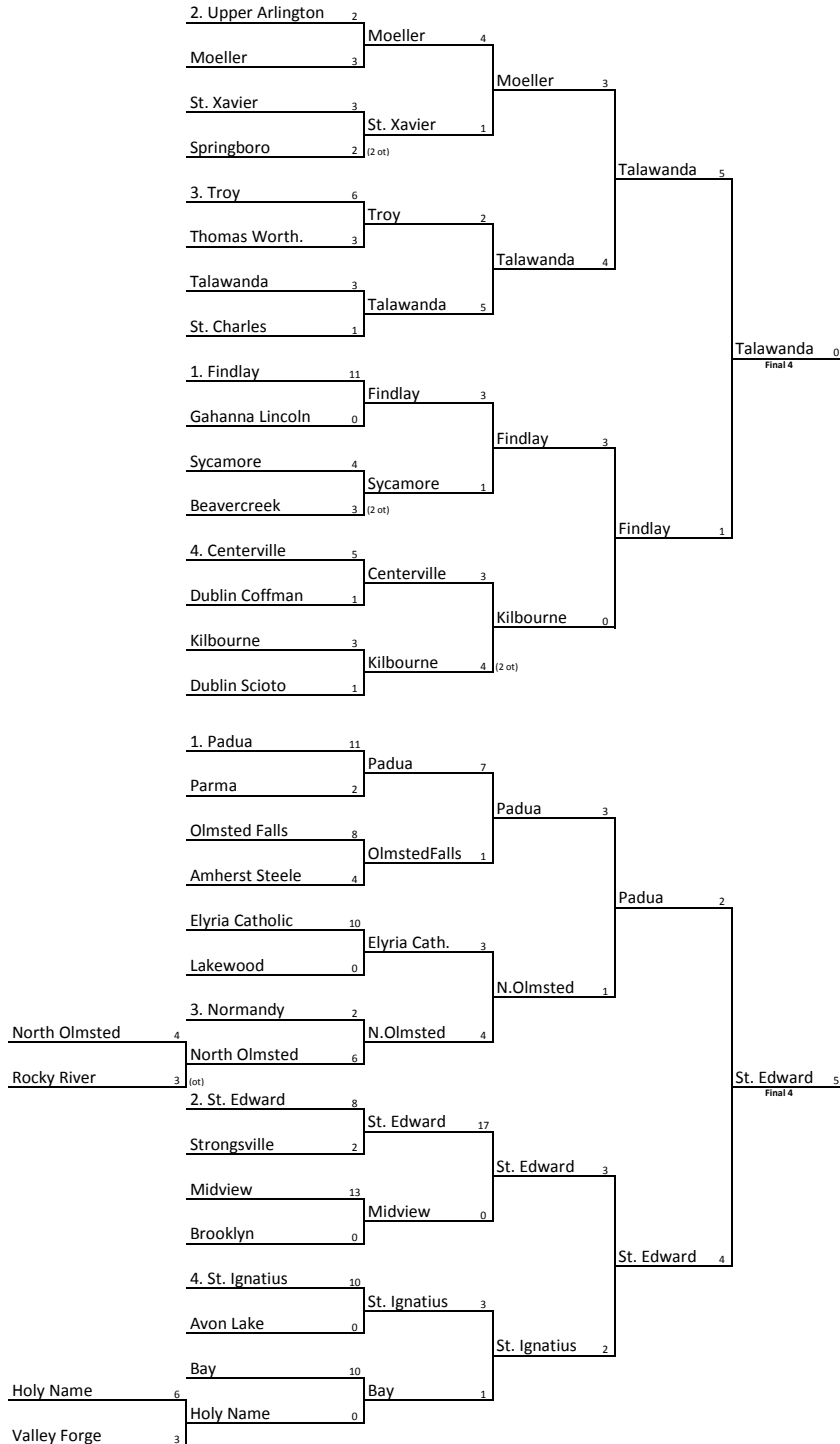 2. Upper Arlington 2
Moeller 4
Moeller 3
Moeller 3
St. Xavier 3
St. Xavier 1
Springboro 2 (2 ot)
Talawanda 5
3. Troy 6
Troy 2
Thomas Worth. 3
Talawanda 4
Talawanda 3
Talawanda 5
St. Charles 1
Talawanda 0
Final 4
1. Findlay 11
Findlay 3
Gahanna Lincoln 0
Findlay 3
Sycamore 4
Sycamore 1
Beavercreek 3 (2 ot)
Findlay 1
4. Centerville 5
Centerville 3
Dublin Coffman 1
Kilbourne 0
Kilbourne 3
Kilbourne 4 (2 ot)
Dublin Scioto 1
1. Padua 11
Padua 7
Parma 2
Padua 3
Olmsted Falls 8
OlmstedFalls 1
Amherst Steele 4
Padua 2
Elyria Catholic 10
Elyria Cath. 3
Lakewood 0
N.Olmsted 1
3. Normandy 2
North Olmsted 4
N.Olmsted 4
North Olmsted 6
Rocky River 3 (ot)
St. Edward 5
Final 4
2. St. Edward 8
St. Edward 17
Strongsville 2
St. Edward 3
Midview 13
Midview 0
Brooklyn 0
St. Edward 4
4. St. Ignatius 10
St. Ignatius 3
Avon Lake 0
St. Ignatius 2
Bay 10
Holy Name 6
Bay 1
Holy Name 0
Valley Forge 3